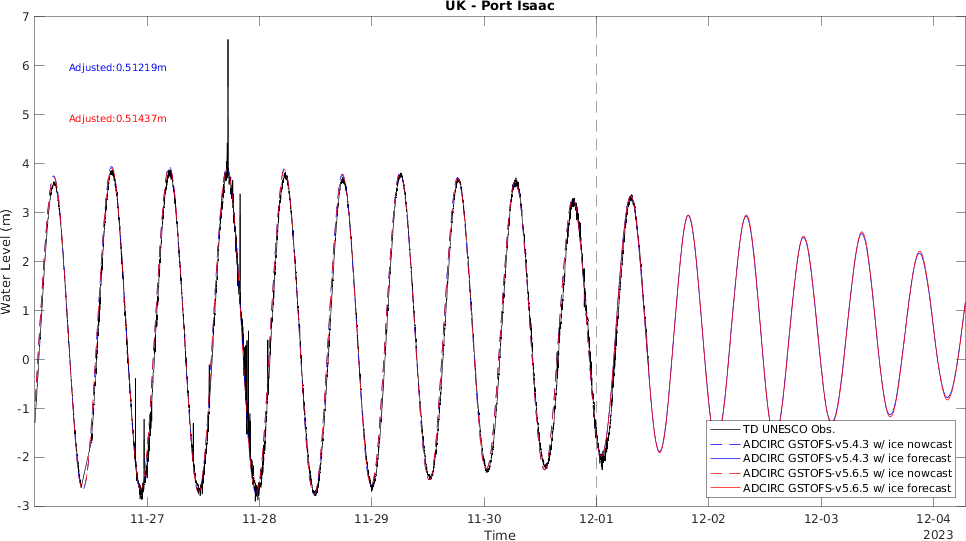 UK - Port Isaac
7
6
5
4
3
2
1
0
-1
-2
-3
Water Level (m)
Adjusted:0.51219m
Adjusted:0.51437m
TD UNESCO Obs.
ADCIRC GSTOFS-v5.4.3 w/ ice nowcast
ADCIRC GSTOFS-v5.4.3 w/ ice forecast
ADCIRC GSTOFS-v5.6.5 w/ ice nowcast
ADCIRC GSTOFS-v5.6.5 w/ ice forecast
11-27 11-28 11-29 11-30 12-01 12-02 12-03 12-04
Time
2023